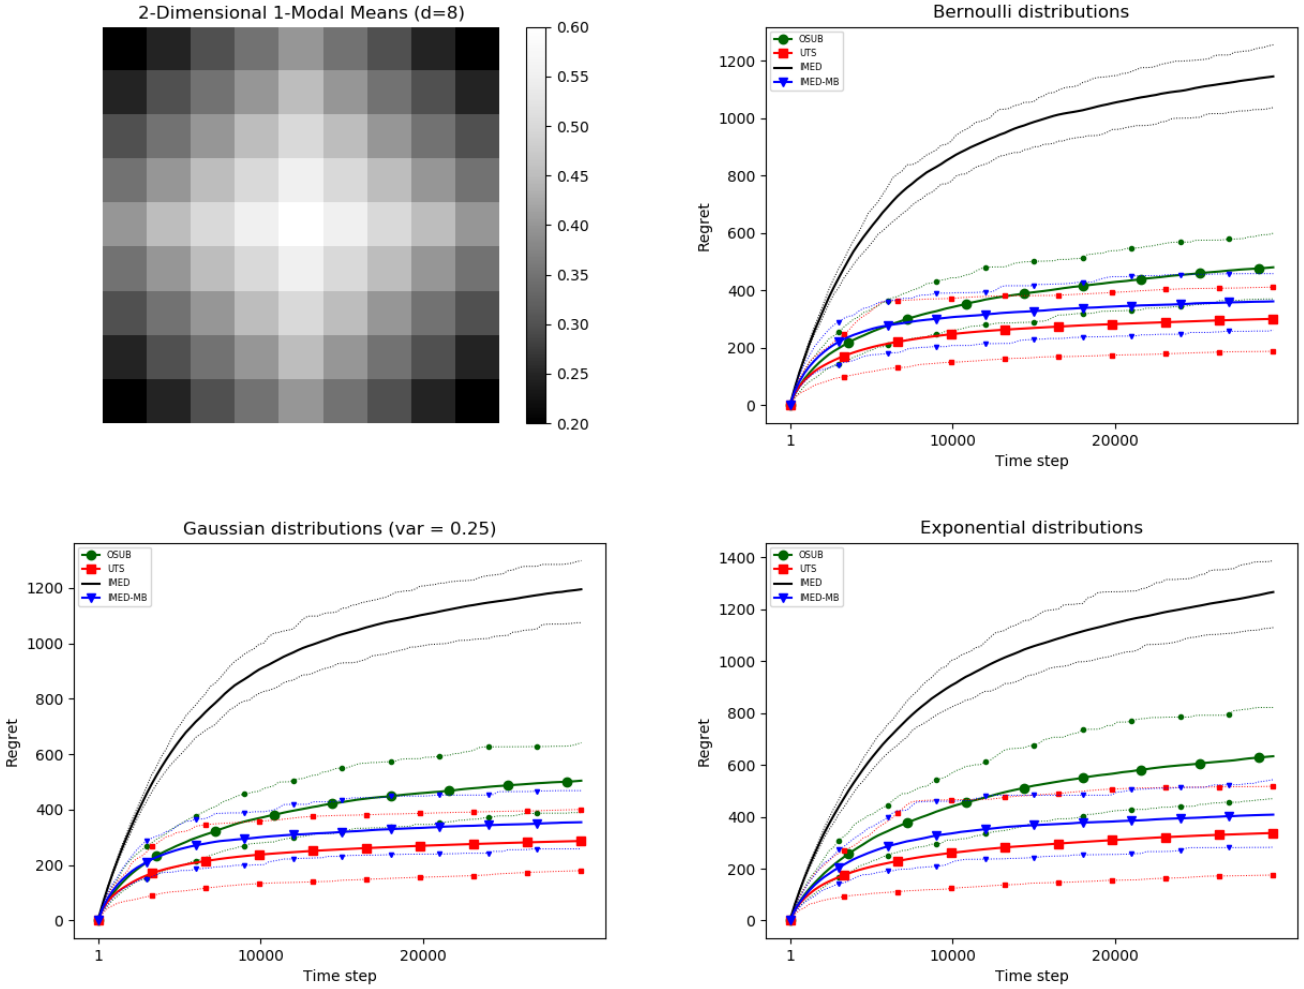 2-Dimensional 1-Modal Means (d=8)
0.60
0.55
0.50
0.45
0.40
0.35
0.30
0.25
0.20
Bernoulli distributions
OSUB
UTS
IMED
IMED-MB
1200
1000
800
600
400
200
0
Regret
1 10000 20000
Time step
Gaussian distributions (var = 0.25)
OSUB
UTS
IMED
IMED-MB
1200
1000
800
600
400
200
0
Regret
1 10000 20000
Time step
Exponential distributions
OSUB
UTS
IMED
IMED-MB
1400
1200
1000
800
600
400
200
0
Regret
1 10000 20000
Time step